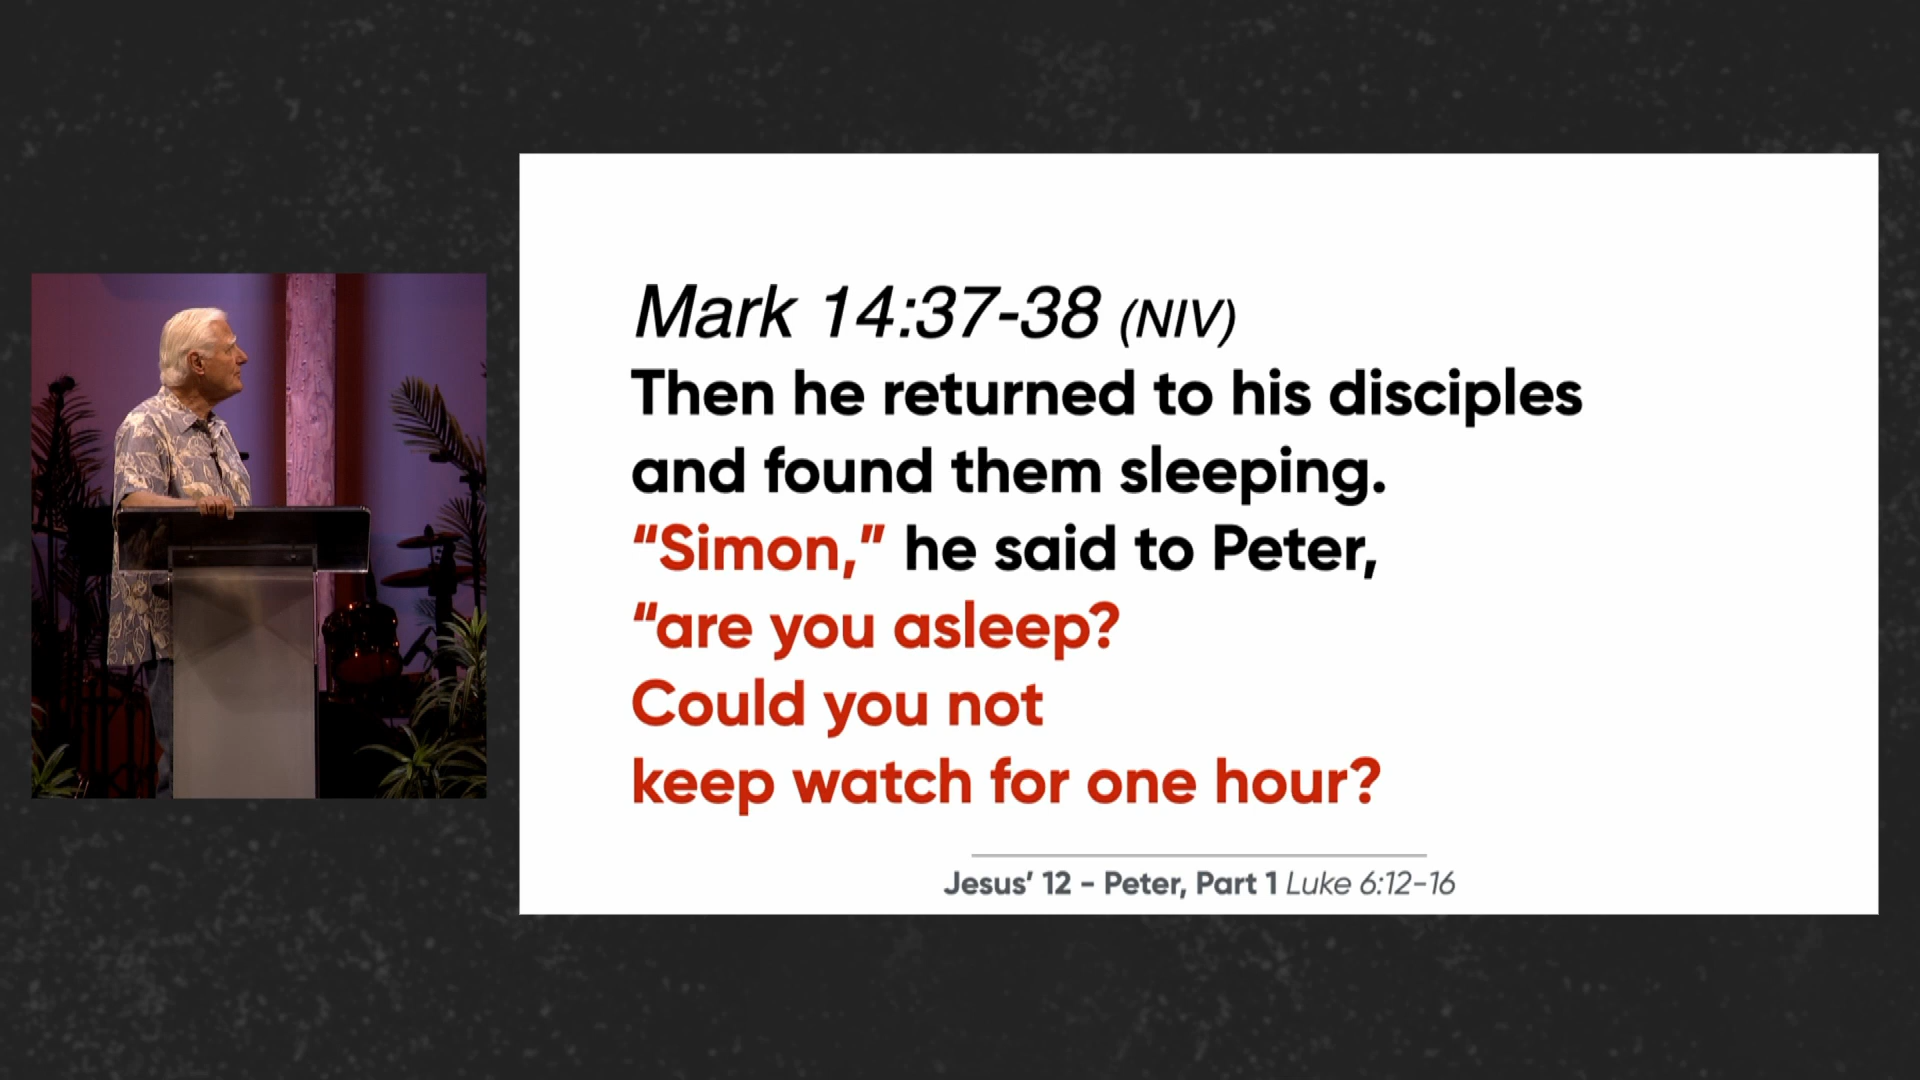 Mark 14:37-38 (NIV)
Then he returned to his disciples
and found them sleeping.
“Simon,” he said to Peter,
“are you asleep?
Could you not
keep watch for one hour?
Jesus’ 12 - Peter, Part 1 Luke 6:12-16